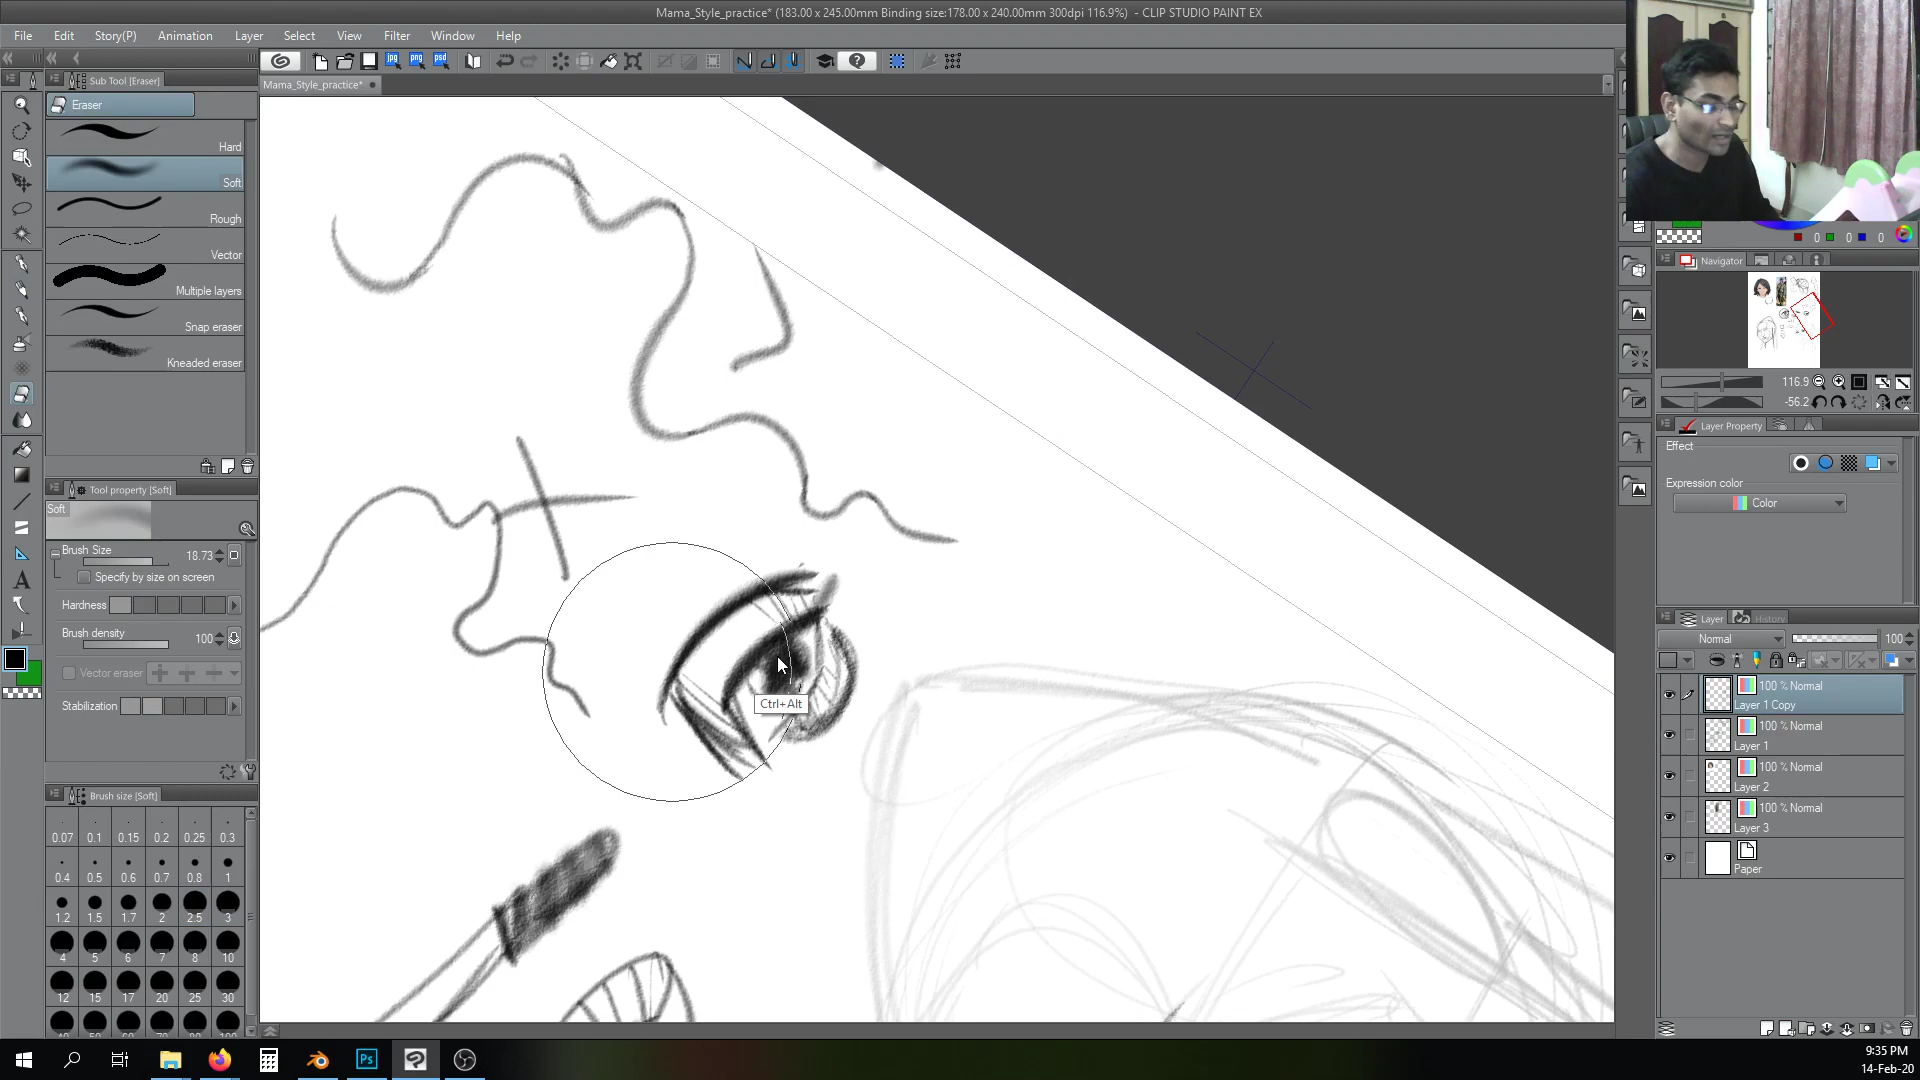 Mama_Style_practice* (183.00 x 245.00mm Binding size:178.00 x 240.00mm 300dpi 116.9%)  - CLIP STUDIO PAINT EX
File Edit Story(P) Animation Layer Select View Filter Window Help
Sub Tool [Eraser]
Mama_Style_practice*
Eraser
Hard
Soft
Rough
Vector
Multiple layers
Snap eraser
Kneaded eraser
Tool property [Soft]
Soft
Brush Size 18.73
Specify by size on screen
Hardness
Brush density 100
Vector eraser
Stabilization
Brush size [Soft]
0.07 0.1 0.15 0.2 0.25 0.3
0.4 0.5 0.6 0.7 0.8 1
1.2 1.5 1.7 2 2.5 3
4 5 6 7 8 10
12 15 17 20 25 30
Ctrl+Alt
0 0 0
Navigator
116.9
-56.2
Layer Property
Effect
Expression color
Color
Layer History
Normal 100
100 % Normal
Layer 1 Copy
100 % Normal
Layer 1
100 % Normal
Layer 2
100 % Normal
Layer 3
Paper
Ps
9:35 PM
14-Feb-20